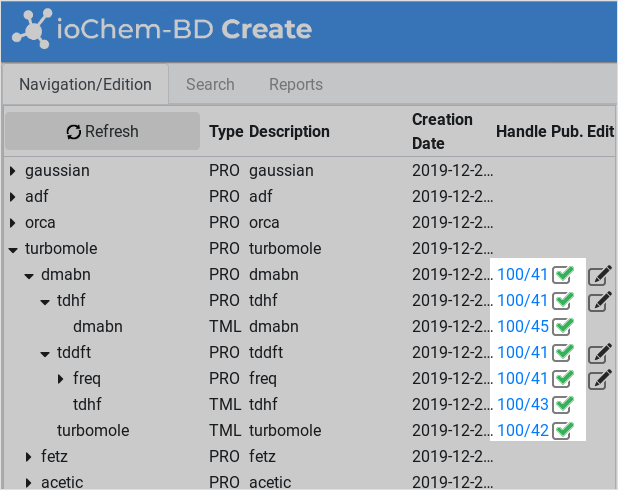 ioChem-BD Create
Navigation/Edition Search Reports
Refresh Type Description Creation Date Handle Pub. Edit
gaussian PRO gaussian 2019-12-2...
adf PRO adf 2019-12-2...
orca PRO orca 2019-12-2...
turbomole PRO turbomole 2019-12-2...
dmabn PRO dmabn 2019-12-2... 100/41
tdhf PRO tdhf 2019-12-2... 100/41
dmabn TML dmabn 2019-12-2... 100/45
tddft PRO tddft 2019-12-2... 100/41
freq PRO freq 2019-12-2... 100/41
tdhf TML tdhf 2019-12-2... 100/43
turbomole TML turbomole 2019-12-2... 100/42
fetz PRO fetz 2019-12-2...
acetic PRO acetic 2019-12-2...